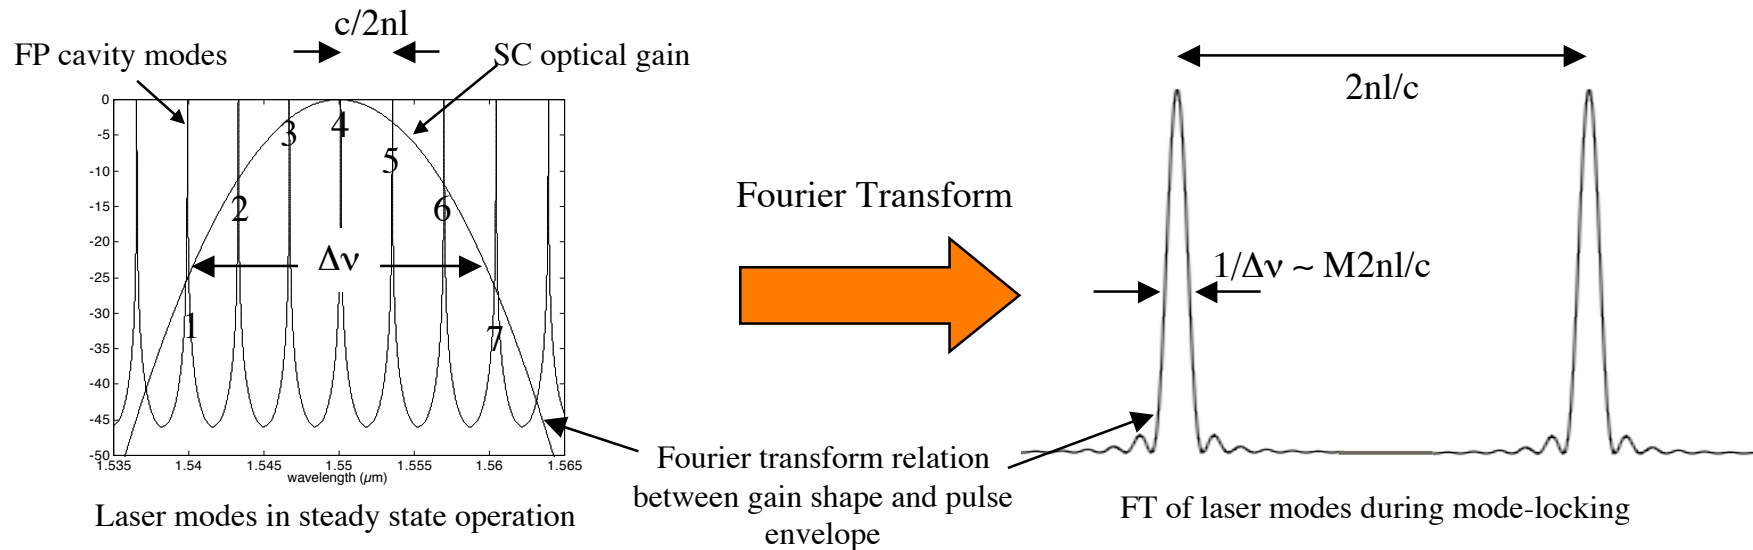 c/2nl
FP cavity modes
SC optical gain
0
-5
-10
-15
-20
-25
-30
-35
-40
-45
-50
1
2
3
4
5
6
7
Δν
1.535
1.54
1.545
1.55
1.555
1.56
1.565
wavelength (µm)
Laser modes in steady state operation
Fourier Transform
Fourier transform relation
between gain shape and pulse
envelope
2nl/c
1/Δν ~ M2nl/c
FT of laser modes during mode-locking